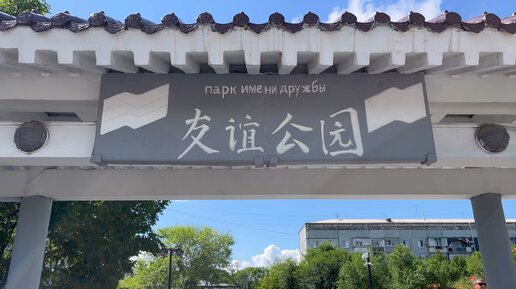 парк имени дружбы
友谊公园